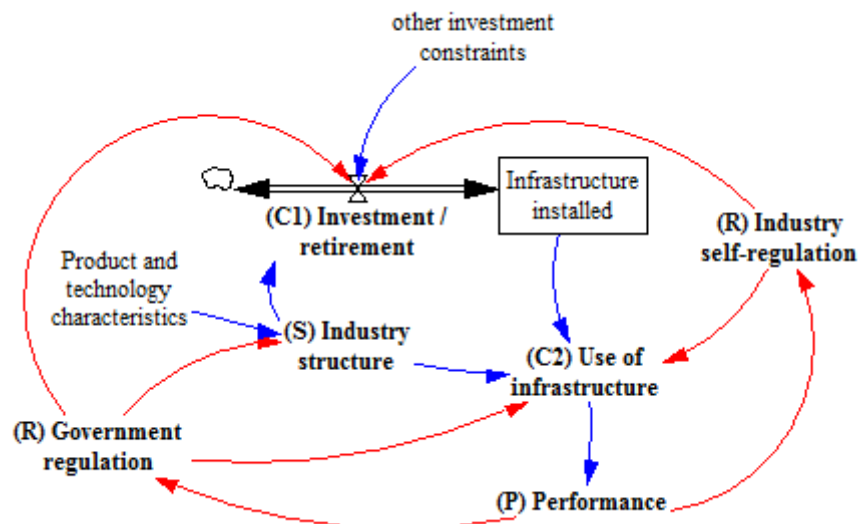 other investment
constraints
Infrastructure
installed
(C1) Investment /
retirement
(R) Industry
self-regulation
Product and
technology
characteristics
(S) Industry
structure
(C2) Use of
infrastructure
(R) Government
regulation
(P) Performance